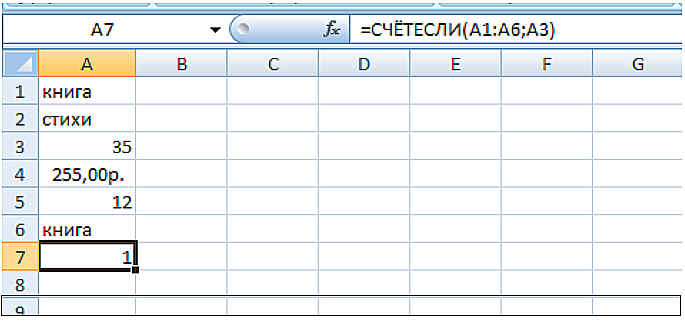 A7 fx =СЧЁТЕСЛИ(A1:A6;A3)
A B C D E F G
1 книга
2 стихи
3 35
4 255,00р.
5 12
6 книга
7 1
8
9